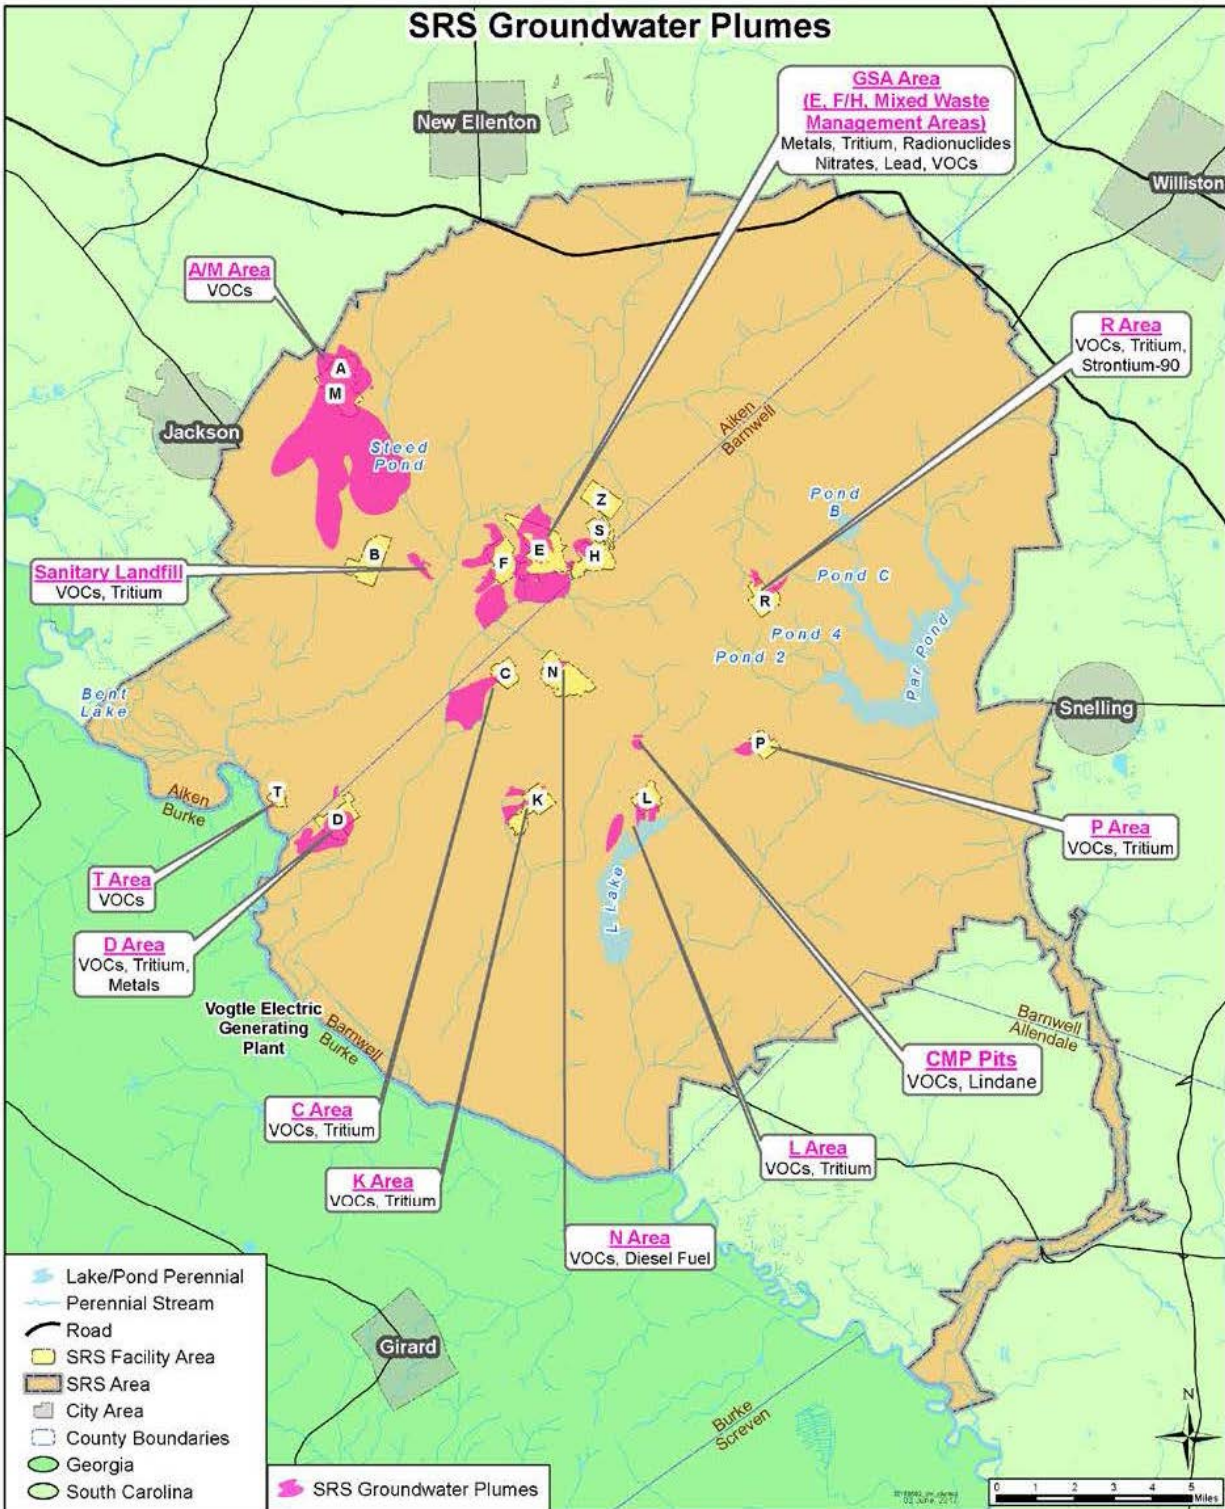 SRS Groundwater Plumes
GSA Area
(E, F/H, Mixed Waste
Management Areas)
Metals, Tritium, Radionuclides
Nitrates, Lead, VOCs
New Ellenton
Williston
A/M Area
VOCs
R Area
VOCs, Tritium,
Strontium-90
A
M
Jackson
Steed
Pond
Aiken
Barnwell
Z
S
E
F
H
B
Pond
B
Pond C
R
Pond 4
Pond 2
Par Pond
Sanitary Landfill
VOCs, Tritium
C
N
Bent
Lake
Snelling
P
T
Aiken
Burke
D
K
L
L Lake
P Area
VOCs, Tritium
T Area
VOCs
D Area
VOCs, Tritium,
Metals
Vogtle Electric
Generating
Plant
Barnwell
Burke
Barnwell
Allendale
CMP Pits
VOCs, Lindane
C Area
VOCs, Tritium
L Area
VOCs, Tritium
K Area
VOCs, Tritium
N Area
VOCs, Diesel Fuel
Girard
Burke
Screven
Lake/Pond Perennial
Perennial Stream
Road
SRS Facility Area
SRS Area
City Area
County Boundaries
Georgia
South Carolina
SRS Groundwater Plumes
N
0 1 2 3 4 5
Miles